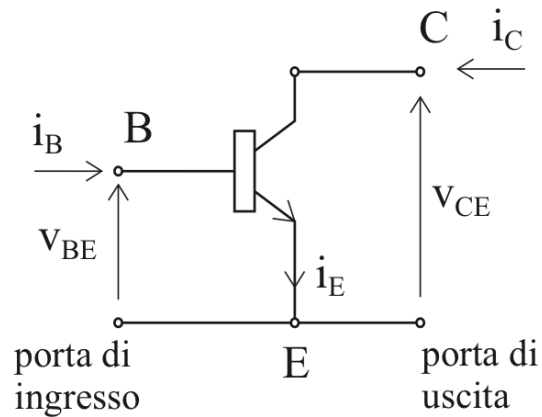 C
i_C
B
i_B
v_CE
v_BE
i_E
E
porta di
ingresso
porta di
uscita